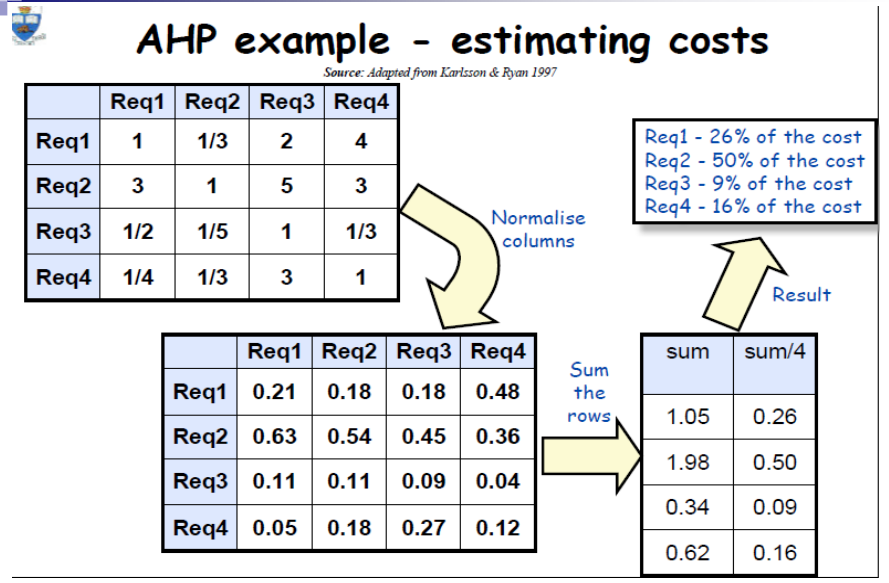 AHP example - estimating costs
Source: Adapted from Karlsson & Ryan 1997
Req1 Req2 Req3 Req4
Req1 1 1/3 2 4
Req2 3 1 5 3
Req3 1/2 1/5 1 1/3
Req4 1/4 1/3 3 1
Normalise
columns
Req1 - 26% of the cost
Req2 - 50% of the cost
Req3 - 9% of the cost
Req4 - 16% of the cost
Result
Req1 Req2 Req3 Req4
Req1 0.21 0.18 0.18 0.48
Req2 0.63 0.54 0.45 0.36
Req3 0.11 0.11 0.09 0.04
Req4 0.05 0.18 0.27 0.12
Sum
the
rows
sum sum/4
1.05 0.26
1.98 0.50
0.34 0.09
0.62 0.16